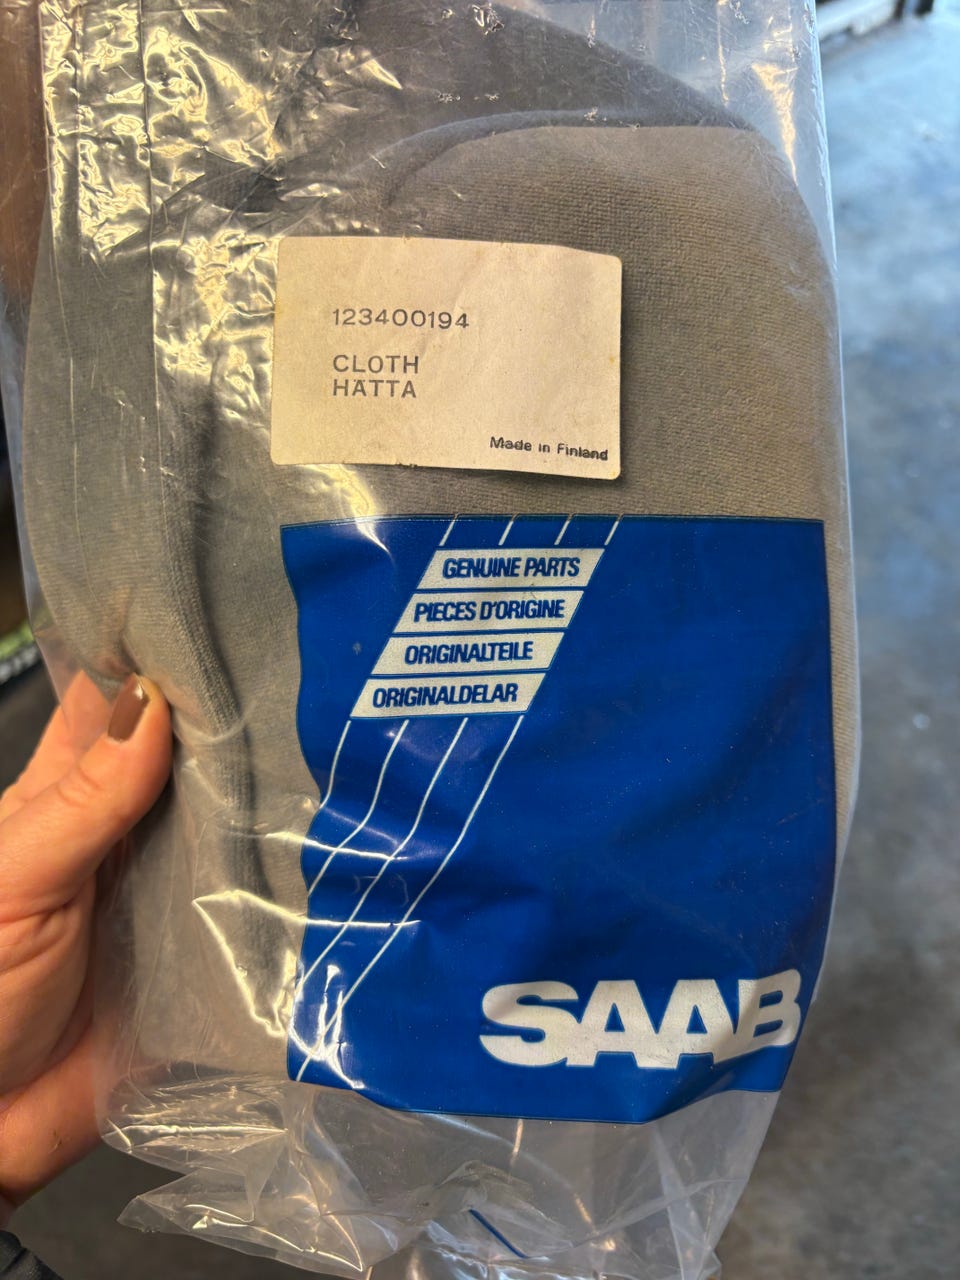 123400194
CLOTH
HÄTTA
Made in Finland
GENUINE PARTS
PIECES D'ORIGINE
ORIGINALTEILE
ORIGINALDELAR
SAAB